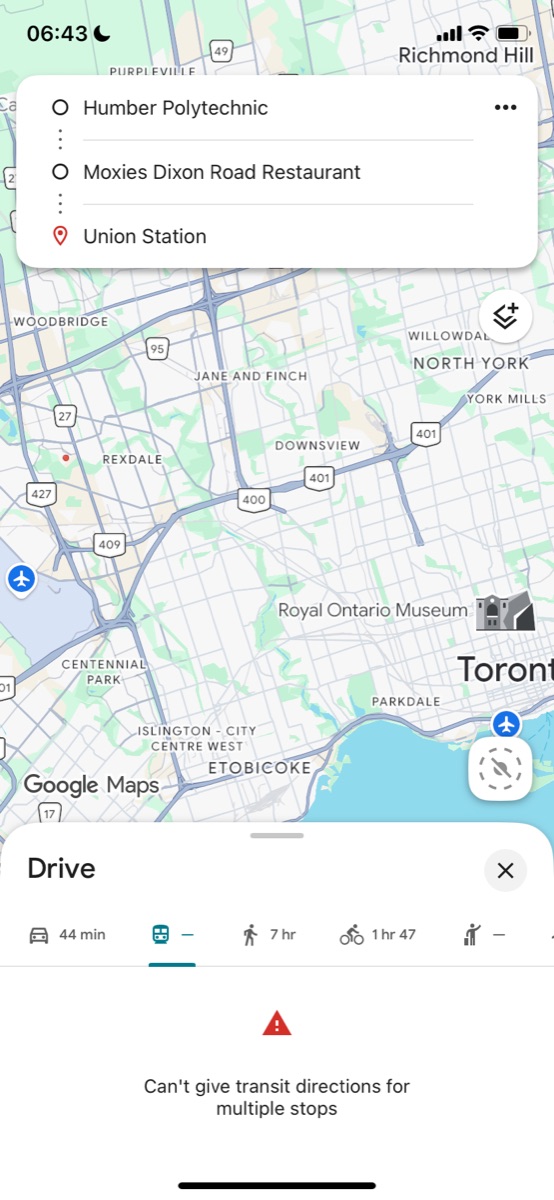 06:43
49
Richmond Hill
PURPLEVILLE
Humber Polytechnic
Moxies Dixon Road Restaurant
Union Station
WOODBRIDGE
WILLOWDAL
95
NORTH YORK
JANE AND FINCH
YORK MILLS
27
401
DOWNSVIEW
REXDALE
401
427
400
409
Royal Ontario Museum
CENTENNIAL
PARK
Toront
01
PARKDALE
ISLINGTON - CITY
CENTRE WEST
ETOBICOKE
Google Maps
17
Drive
44 min
—
7 hr
1 hr 47
—
Can't give transit directions for
multiple stops